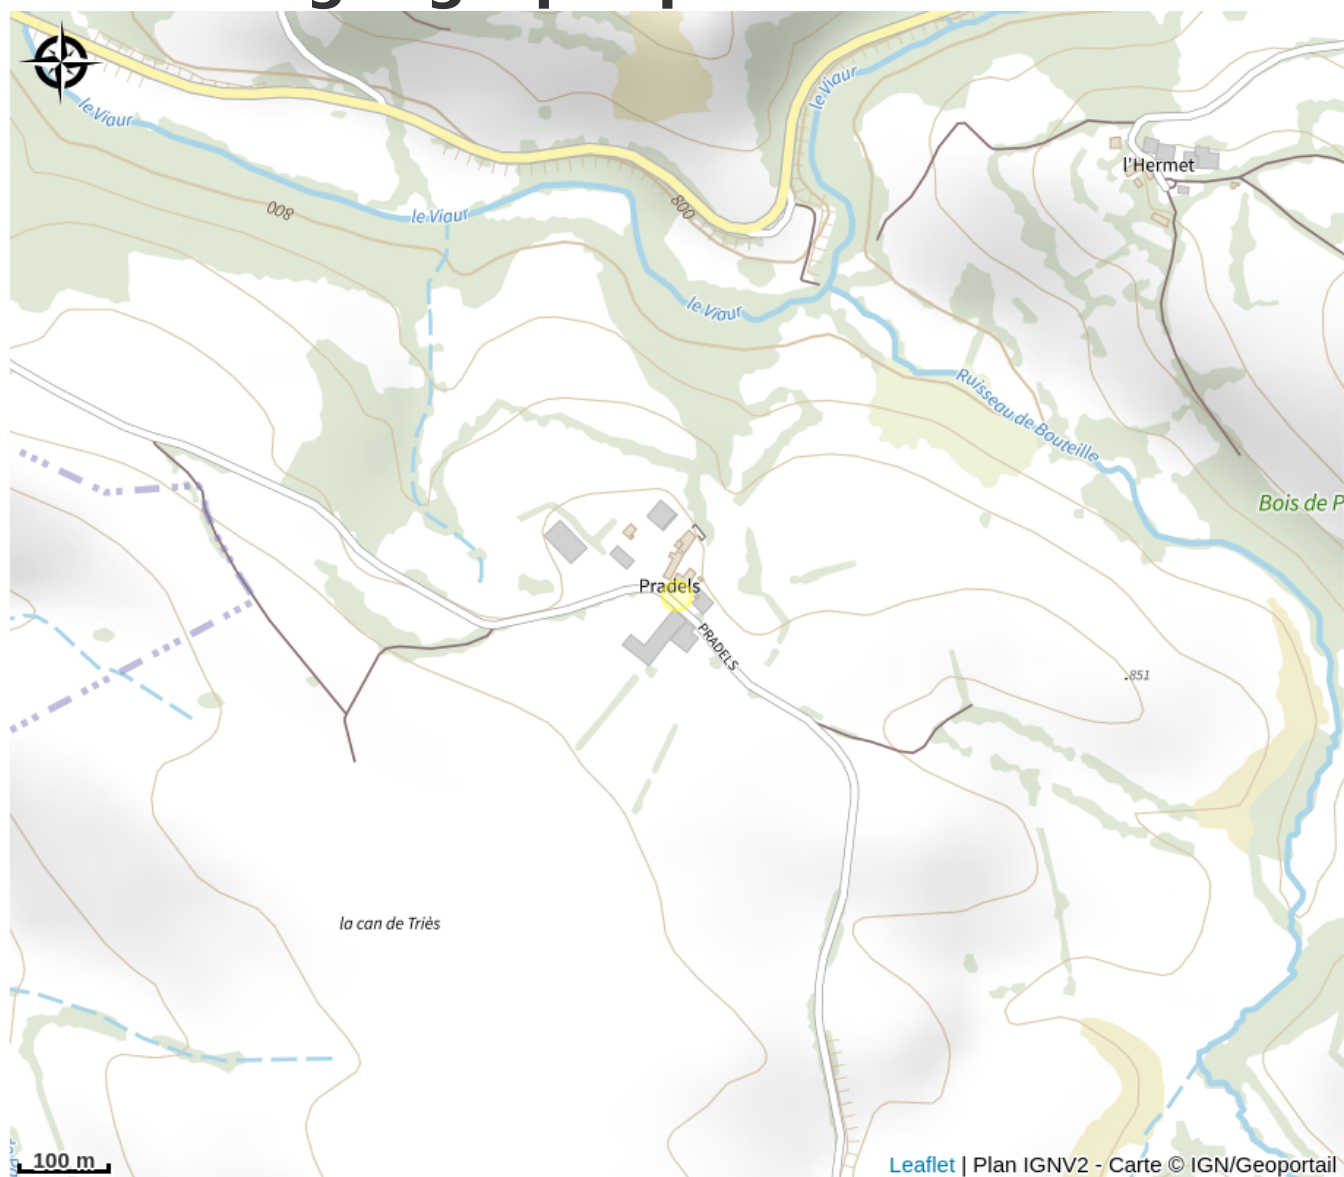 le Viaur
le Viaur
l'Hermet
800
le Viaur
800
le Viaur
Ruisseau de Bouteille
Bois de P
Pradels
PRADELS
.851
la can de Triès
100 m
Leaflet | Plan IGNV2 - Carte © IGN/Geoportail